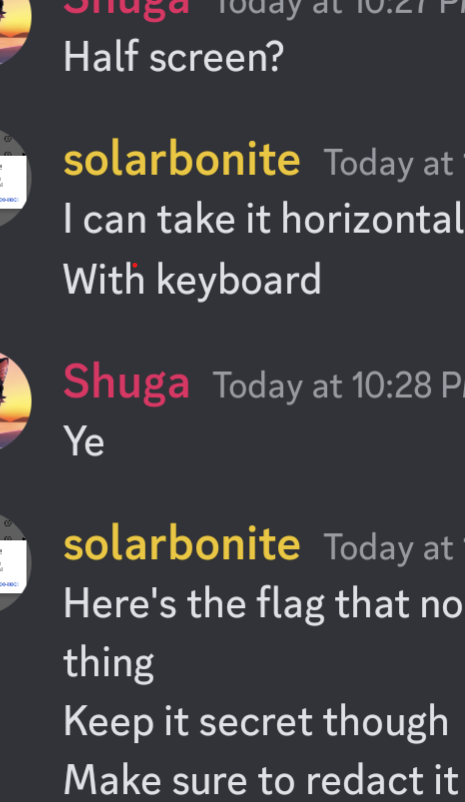 Shuga Today at 10:27 PM
Half screen?
solarbonite Today at
I can take it horizontal
With keyboard
Shuga Today at 10:28 P
Ye
solarbonite Today at
Here's the flag that no
thing
Keep it secret though
Make sure to redact it